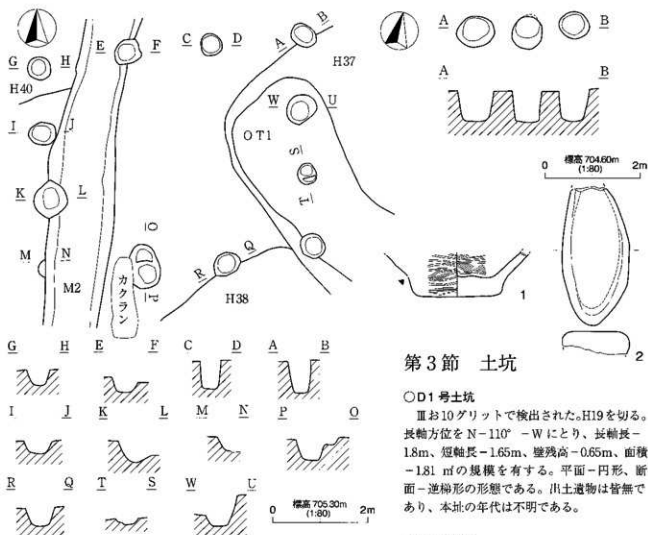 A B
E F C D A B A B
G H
H40
H37
W U
I J
OT1
S
T
標高 704.60m
0 (1:80) 2m
K L
M N
M2
O
P
カクラン
R Q
H38
1
2
G H E F C D A B
I J K L M N P O
R Q T S W U
標高 705.30m
0 (1:80) 2m
第3節 土坑
○D1号土坑
Ⅲお10グリットで検出された。H19を切る。
長軸方位をN-110°-Wにとり、長軸長-
1.8m、短軸長-1.65m、壁残高-0.65m、面積
-1.81㎡の規模を有する。平面-円形、断
面-逆梯形の形態である。出土遺物は皆無で
あり、本址の年代は不明である。